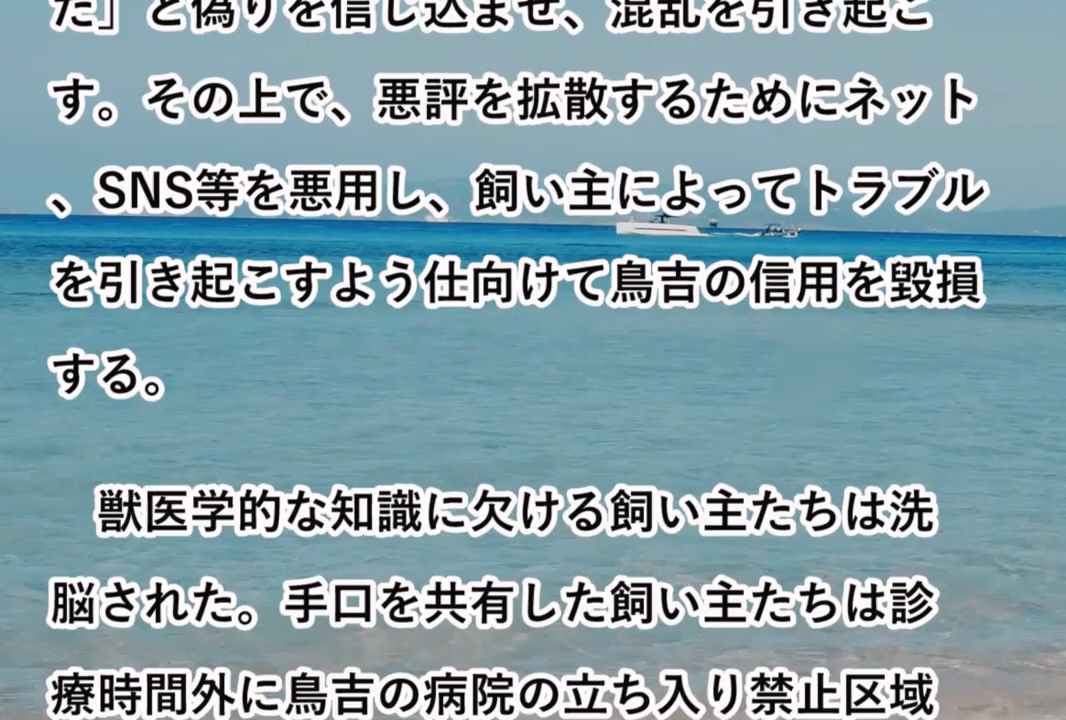 た」と偽りを信じ込ませ、混乱を引き起こ
す。その上で、悪評を拡散するためにネット
、SNS等を悪用し、飼い主によってトラブル
を引き起こすよう仕向けて鳥吉の信用を毀損
する。
獣医学的な知識に欠ける飼い主たちは洗
脳された。手口を共有した飼い主たちは診
療時間外に鳥吉の病院の立ち入り禁止区域